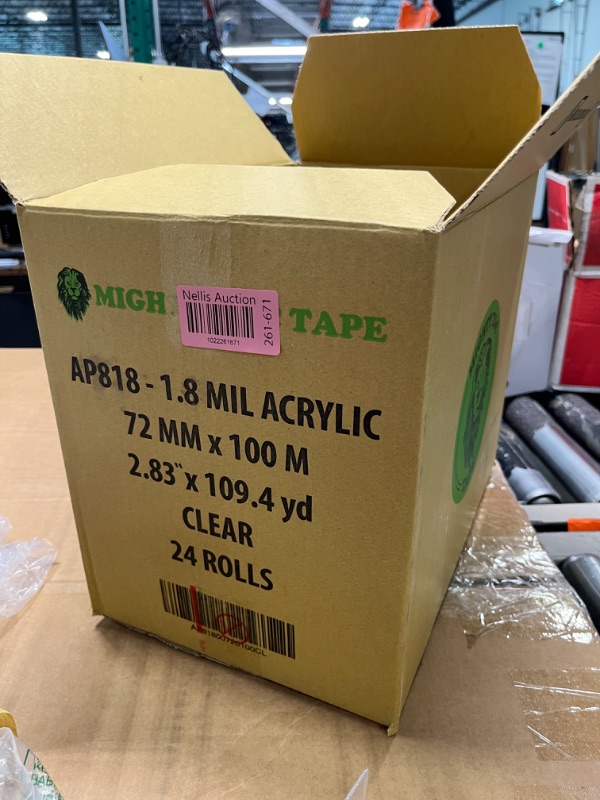 MIGH TAPE
Nellis Auction
1022261671
261-671
AP818 - 1.8 MIL ACRYLIC
72 MM x 100 M
2.83" x 109.4 yd
CLEAR
24 ROLLS